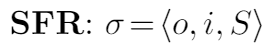 SFR: σ=⟨o, i, S⟩